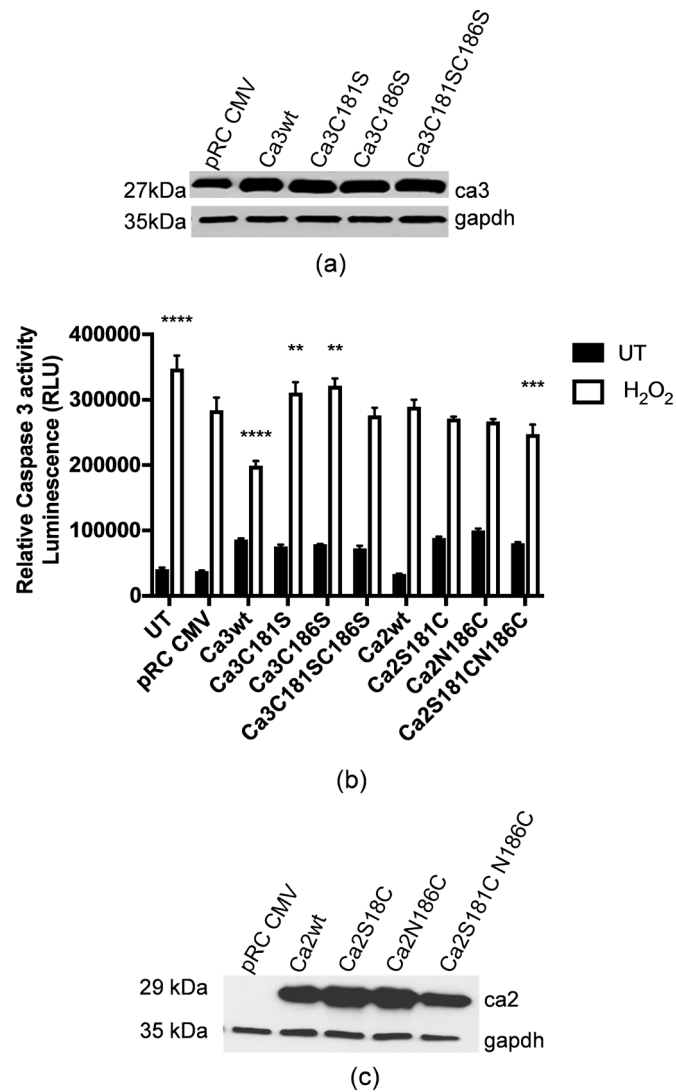 pRC CMV
Ca3wt
Ca3C181S
Ca3C186S
Ca3C181SC186S
27kDa
ca3
35kDa
gapdh
(a)
Relative Caspase 3 activity
Luminescence (RLU)
400000
300000
200000
100000
0
****
****
**
**
***
UT
H₂O₂
UT
pRC CMV
Ca3wt
Ca3C181S
Ca3C186S
Ca3C181SC186S
Ca2wt
Ca2S181C
Ca2N186C
Ca2S181CN186C
(b)
pRC CMV
Ca2wt
Ca2S18C
Ca2N186C
Ca2S181C N186C
29 kDa
ca2
35 kDa
gapdh
(c)